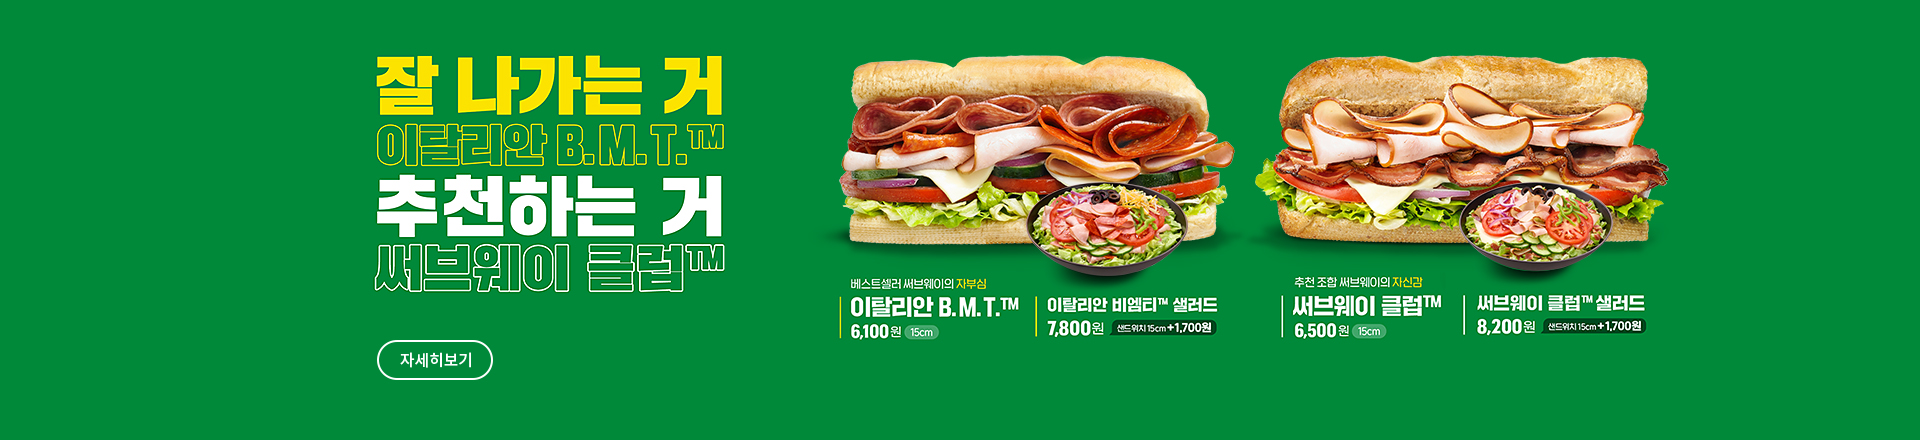 잘 나가는 거
이탈리안 B.M.T.™
추천하는 거
써브웨이 클럽™
자세히보기
베스트셀러 써브웨이의 자부심
이탈리안 B.M.T.™
6,100원 15cm
이탈리안 비엠티™ 샐러드
7,800원 샌드위치 15cm +1,700원
추천 조합 써브웨이의 자신감
써브웨이 클럽™
6,500원 15cm
써브웨이 클럽™ 샐러드
8,200원 샌드위치 15cm +1,700원